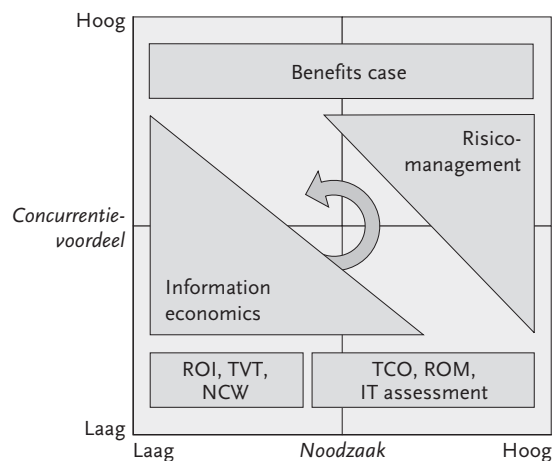 Hoog
Benefits case
Risico-
management
Concurrentie-
voordeel
Information
economics
ROI, TVT,
NCW
TCO, ROM,
IT assessment
Laag
Laag
Noodzaak
Hoog